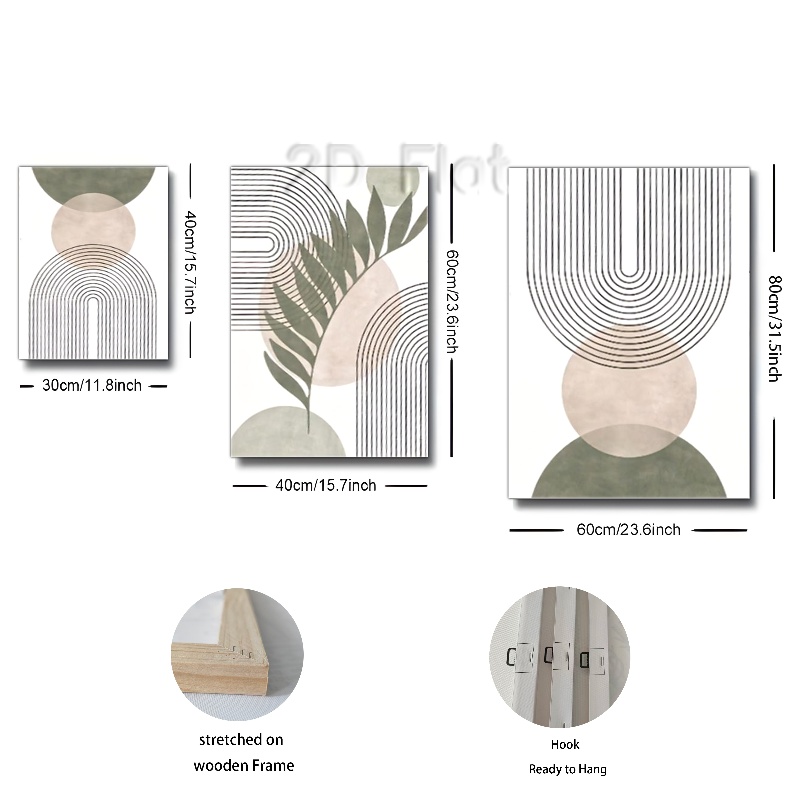 2D Flat
40cm/15.7inch
30cm/11.8inch
60cm/23.6inch
40cm/15.7inch
80cm/31.5inch
60cm/23.6inch
stretched on
wooden Frame
Hook
Ready to Hang